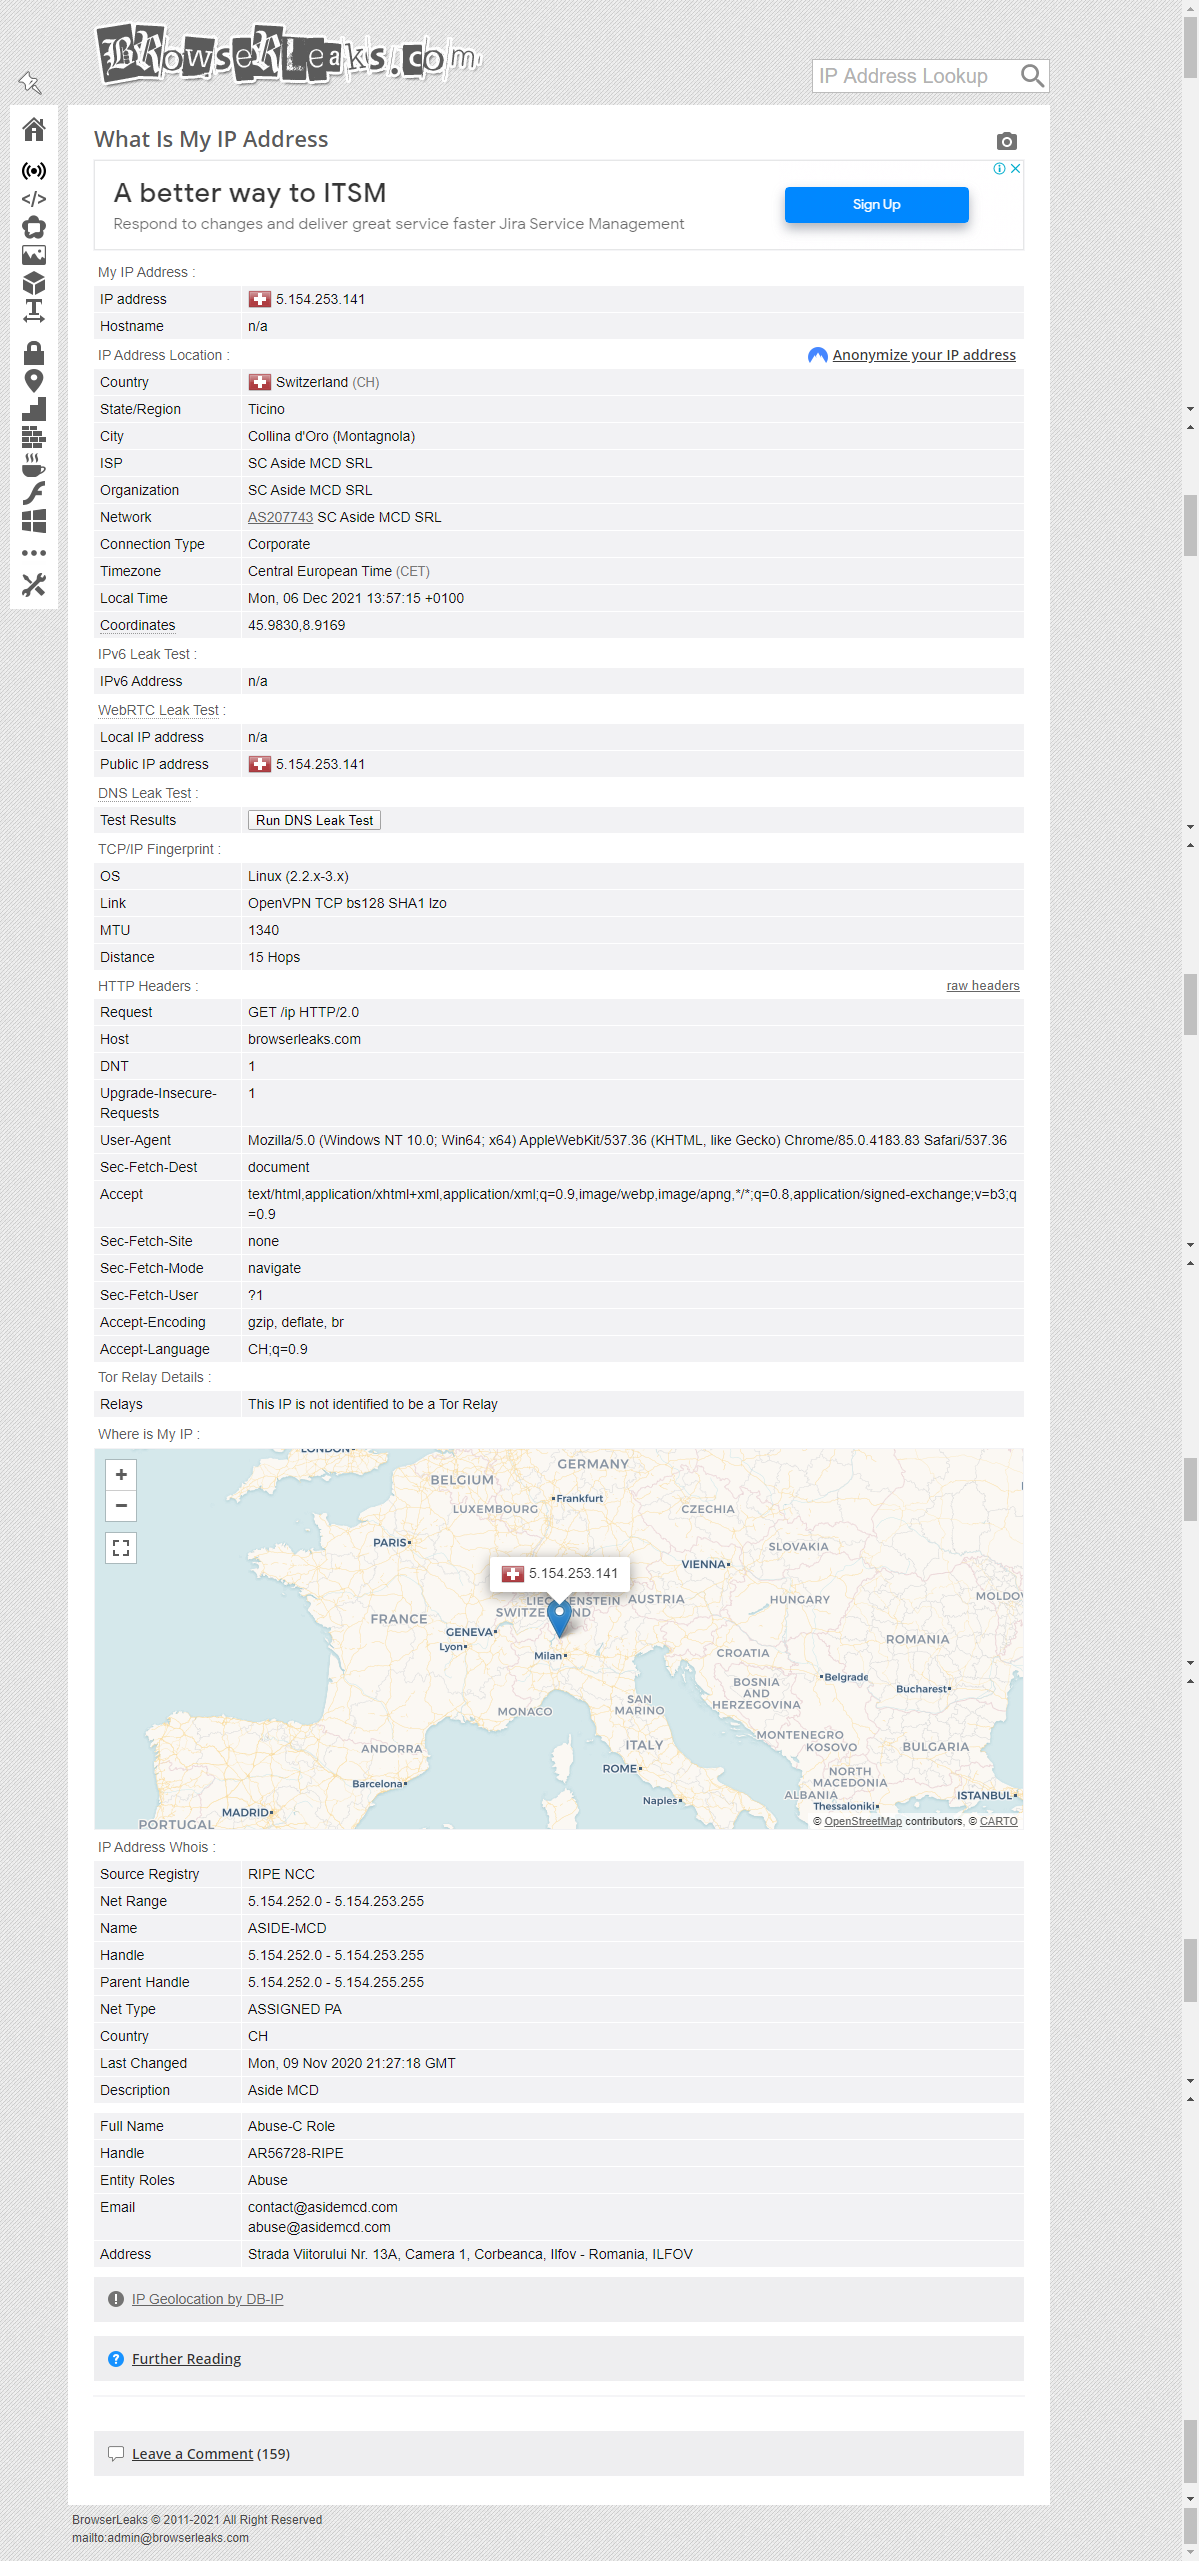 BROwseRLeaks.com
IP Address Lookup
What Is My IP Address
A better way to ITSM
Respond to changes and deliver great service faster Jira Service Management
Sign Up
My IP Address :
IP address 5.154.253.141
Hostname n/a
IP Address Location : Anonymize your IP address
Country Switzerland (CH)
State/Region Ticino
City Collina d'Oro (Montagnola)
ISP SC Aside MCD SRL
Organization SC Aside MCD SRL
Network AS207743 SC Aside MCD SRL
Connection Type Corporate
Timezone Central European Time (CET)
Local Time Mon, 06 Dec 2021 13:57:15 +0100
Coordinates 45.9830,8.9169
IPv6 Leak Test :
IPv6 Address n/a
WebRTC Leak Test :
Local IP address n/a
Public IP address 5.154.253.141
DNS Leak Test :
Test Results Run DNS Leak Test
TCP/IP Fingerprint :
OS Linux (2.2.x-3.x)
Link OpenVPN TCP bs128 SHA1 lzo
MTU 1340
Distance 15 Hops
HTTP Headers : raw headers
Request GET /ip HTTP/2.0
Host browserleaks.com
DNT 1
Upgrade-Insecure- 1
Requests
User-Agent Mozilla/5.0 (Windows NT 10.0; Win64; x64) AppleWebKit/537.36 (KHTML, like Gecko) Chrome/85.0.4183.83 Safari/537.36
Sec-Fetch-Dest document
Accept text/html,application/xhtml+xml,application/xml;q=0.9,image/webp,image/apng,*/*;q=0.8,application/signed-exchange;v=b3;q
=0.9
Sec-Fetch-Site none
Sec-Fetch-Mode navigate
Sec-Fetch-User ?1
Accept-Encoding gzip, deflate, br
Accept-Language CH;q=0.9
Tor Relay Details :
Relays This IP is not identified to be a Tor Relay
Where is My IP :
LONDON
GERMANY
BELGIUM
+
Frankfurt
LUXEMBOURG
CZECHIA
−
PARIS
SLOVAKIA
VIENNA
5.154.253.141
MOLDOV
AUSTRIA
HUNGARY
FRANCE
GENEVA
ROMANIA
Lyon
Milan
CROATIA
Belgrade
BOSNIA
AND
HERZEGOVINA
Bucharest
SAN
MARINO
MONACO
MONTENEGRO
KOSOVO
ITALY
BULGARIA
ANDORRA
ROME
NORTH
MACEDONIA
Barcelona
ALBANIA
ISTANBUL
Naples
Thessaloniki
MADRID
PORTUGAL
© OpenStreetMap contributors, © CARTO
IP Address Whois :
Source Registry RIPE NCC
Net Range 5.154.252.0 - 5.154.253.255
Name ASIDE-MCD
Handle 5.154.252.0 - 5.154.253.255
Parent Handle 5.154.252.0 - 5.154.255.255
Net Type ASSIGNED PA
Country CH
Last Changed Mon, 09 Nov 2020 21:27:18 GMT
Description Aside MCD
Full Name Abuse-C Role
Handle AR56728-RIPE
Entity Roles Abuse
Email contact@asidemcd.com
abuse@asidemcd.com
Address Strada Viitorului Nr. 13A, Camera 1, Corbeanca, Ilfov - Romania, ILFOV
IP Geolocation by DB-IP
Further Reading
Leave a Comment (159)
BrowserLeaks © 2011-2021 All Right Reserved
mailto:admin@browserleaks.com